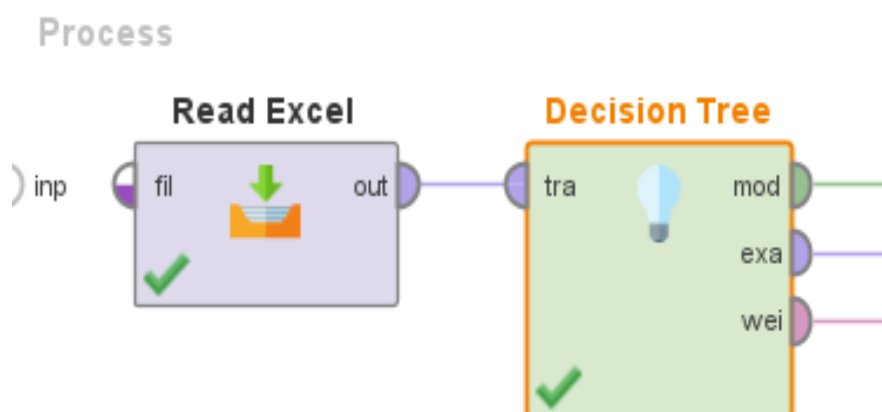 Process
Read Excel
Decision Tree
inp
fil
out
tra
mod
exa
wei